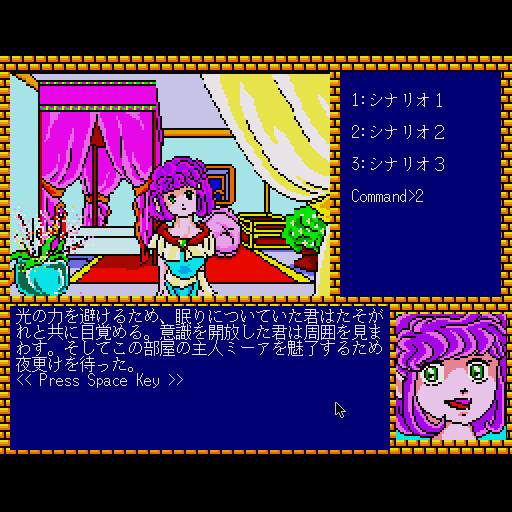 1:シナリオ1
2:シナリオ2
3:シナリオ3
Command>2
光の力を避けるため、眠りについていた君はたそが
れと共に目覚める。意識を開放した君は周囲を見ま
わす。そしてこの部屋の主人ミーアを魅了するため
夜更けを待った。
<< Press Space Key >>